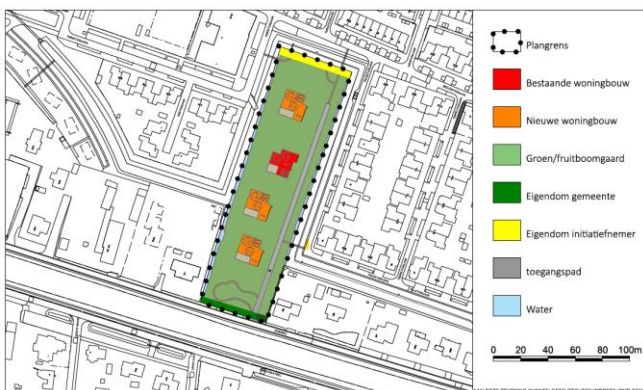 Plangrens
Bestaande woningbouw
Nieuwe woningbouw
Groen/fruitboomgaard
Eigendom gemeente
Eigendom initiatiefnemer
toegangspad
Water
0 20 40 60 80 100m